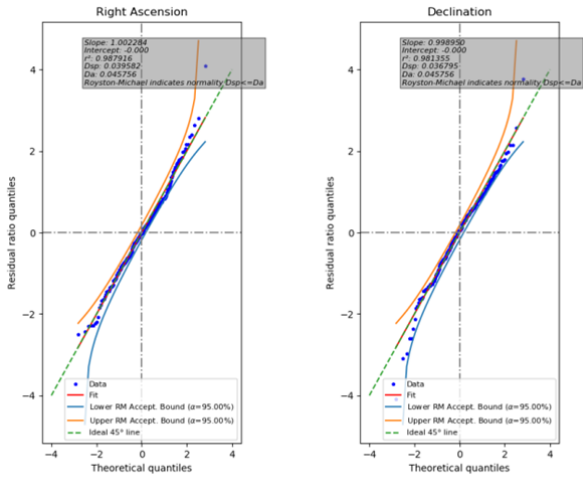 Right Ascension
Slope: 1.002284
Intercept: -0.000
r²: 0.987916
Dsp: 0.039582
Da: 0.045756
Royston-Michael indicates normality Dsp<=Da
Residual ratio quantiles
4
2
0
−2
−4
Data
Fit
Lower RM Accept. Bound (α=95.00%)
Upper RM Accept. Bound (α=95.00%)
Ideal 45° line
−4 −2 0 2 4
Theoretical quantiles
Declination
Slope: 0.998950
Intercept: -0.000
r²: 0.981355
Dsp: 0.036795
Da: 0.045756
Royston-Michael indicates normality Dsp<=Da
Residual ratio quantiles
4
2
0
−2
−4
Data
Fit
Lower RM Accept. Bound (α=95.00%)
Upper RM Accept. Bound (α=95.00%)
Ideal 45° line
−4 −2 0 2 4
Theoretical quantiles